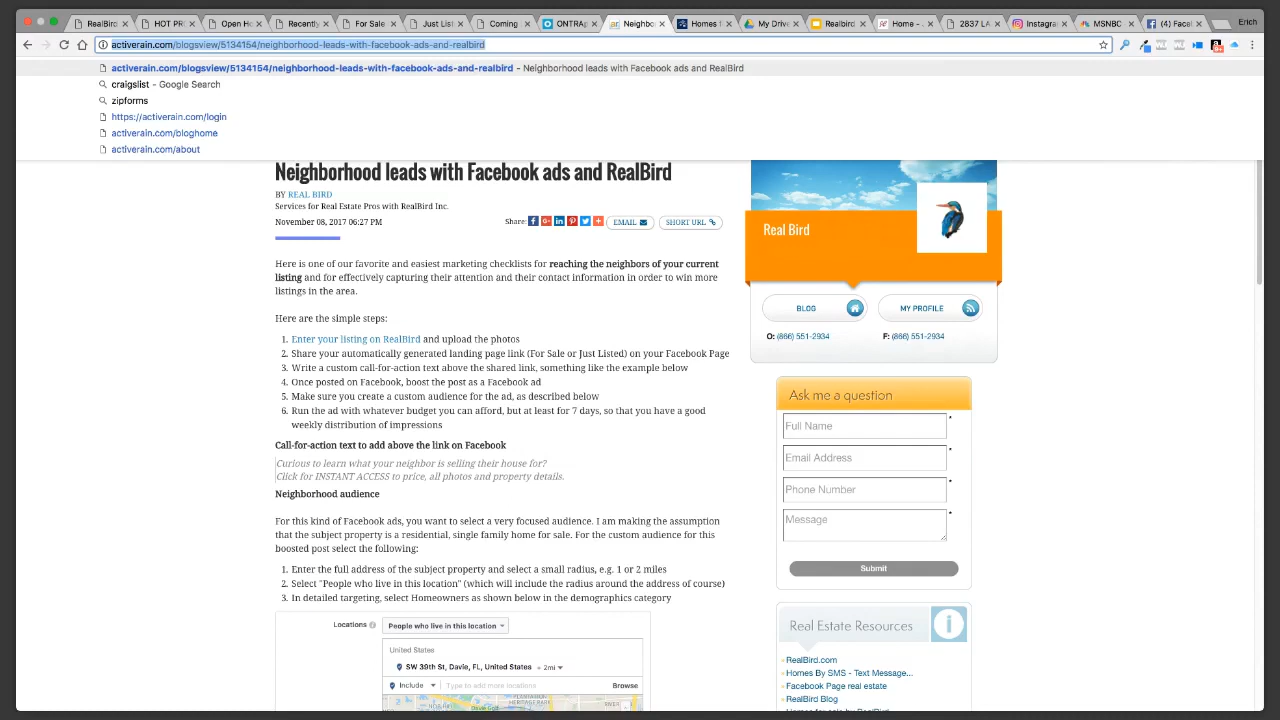 RealBird
HOT PR
Open Ho
Recently
For Sale
Just List
Coming
ONTRAp
Neighbor
Homes f
My Drive
Realbird
Home -
2837 LA
Instagra
MSNBC
(4) Face
Erich
activerain.com/blogsview/5134154/neighborhood-leads-with-facebook-ads-and-realbird
activerain.com/blogsview/5134154/neighborhood-leads-with-facebook-ads-and-realbird - Neighborhood leads with Facebook ads and RealBird
craigslist - Google Search
zipforms
https://activerain.com/login
activerain.com/bloghome
activerain.com/about
Neighborhood leads with Facebook ads and RealBird
BY REAL BIRD
Services for Real Estate Pros with RealBird Inc.
November 08, 2017 06:27 PM
Share:
EMAIL
SHORT URL
Here is one of our favorite and easiest marketing checklists for reaching the neighbors of your current
listing and for effectively capturing their attention and their contact information in order to win more
listings in the area.
Here are the simple steps:
1. Enter your listing on RealBird and upload the photos
2. Share your automatically generated landing page link (For Sale or Just Listed) on your Facebook Page
3. Write a custom call-for-action text above the shared link, something like the example below
4. Once posted on Facebook, boost the post as a Facebook ad
5. Make sure you create a custom audience for the ad, as described below
6. Run the ad with whatever budget you can afford, but at least for 7 days, so that you have a good
weekly distribution of impressions
Call-for-action text to add above the link on Facebook
Curious to learn what your neighbor is selling their house for?
Click for INSTANT ACCESS to price, all photos and property details.
Neighborhood audience
For this kind of Facebook ads, you want to select a very focused audience. I am making the assumption
that the subject property is a residential, single family home for sale. For the custom audience for this
boosted post select the following:
1. Enter the full address of the subject property and select a small radius, e.g. 1 or 2 miles
2. Select "People who live in this location" (which will include the radius around the address of course)
3. In detailed targeting, select Homeowners as shown below in the demographics category
Locations
People who live in this location
United States
SW 39th St, Davie, FL, United States + 2mi
Include
Type to add more locations
Browse
Real Bird
BLOG
MY PROFILE
O: (866) 551-2934
F: (866) 551-2934
Ask me a question
Full Name *
Email Address *
Phone Number *
Message *
Submit
Real Estate Resources
RealBird.com
Homes By SMS - Text Message...
Facebook Page real estate
RealBird Blog